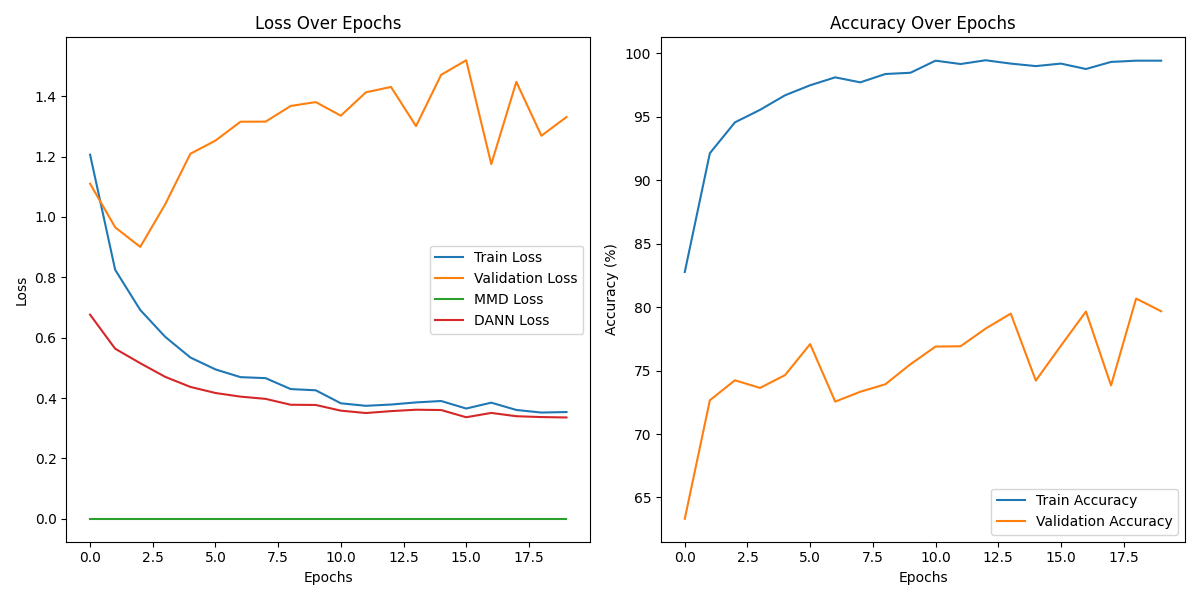 Loss Over Epochs
Loss
1.4
1.2
1.0
0.8
0.6
0.4
0.2
0.0
Train Loss
Validation Loss
MMD Loss
DANN Loss
0.0 2.5 5.0 7.5 10.0 12.5 15.0 17.5
Epochs
Accuracy Over Epochs
Accuracy (%)
100
95
90
85
80
75
70
65
Train Accuracy
Validation Accuracy
0.0 2.5 5.0 7.5 10.0 12.5 15.0 17.5
Epochs